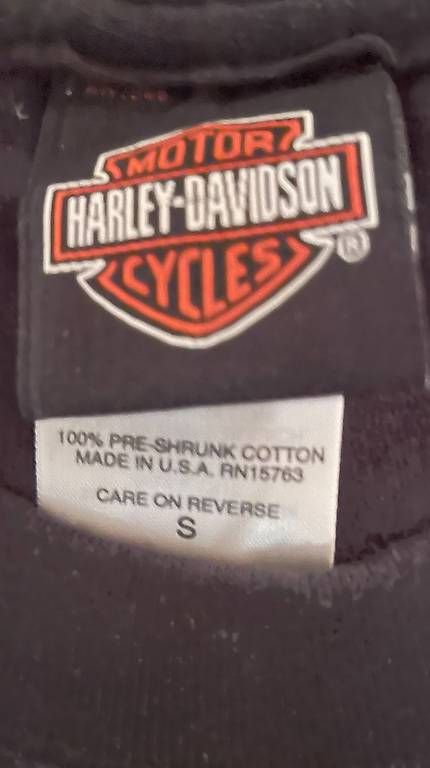 MOTOR
HARLEY-DAVIDSON
CYCLES
®
100% PRE-SHRUNK COTTON
MADE IN U.S.A. RN15763
CARE ON REVERSE
S